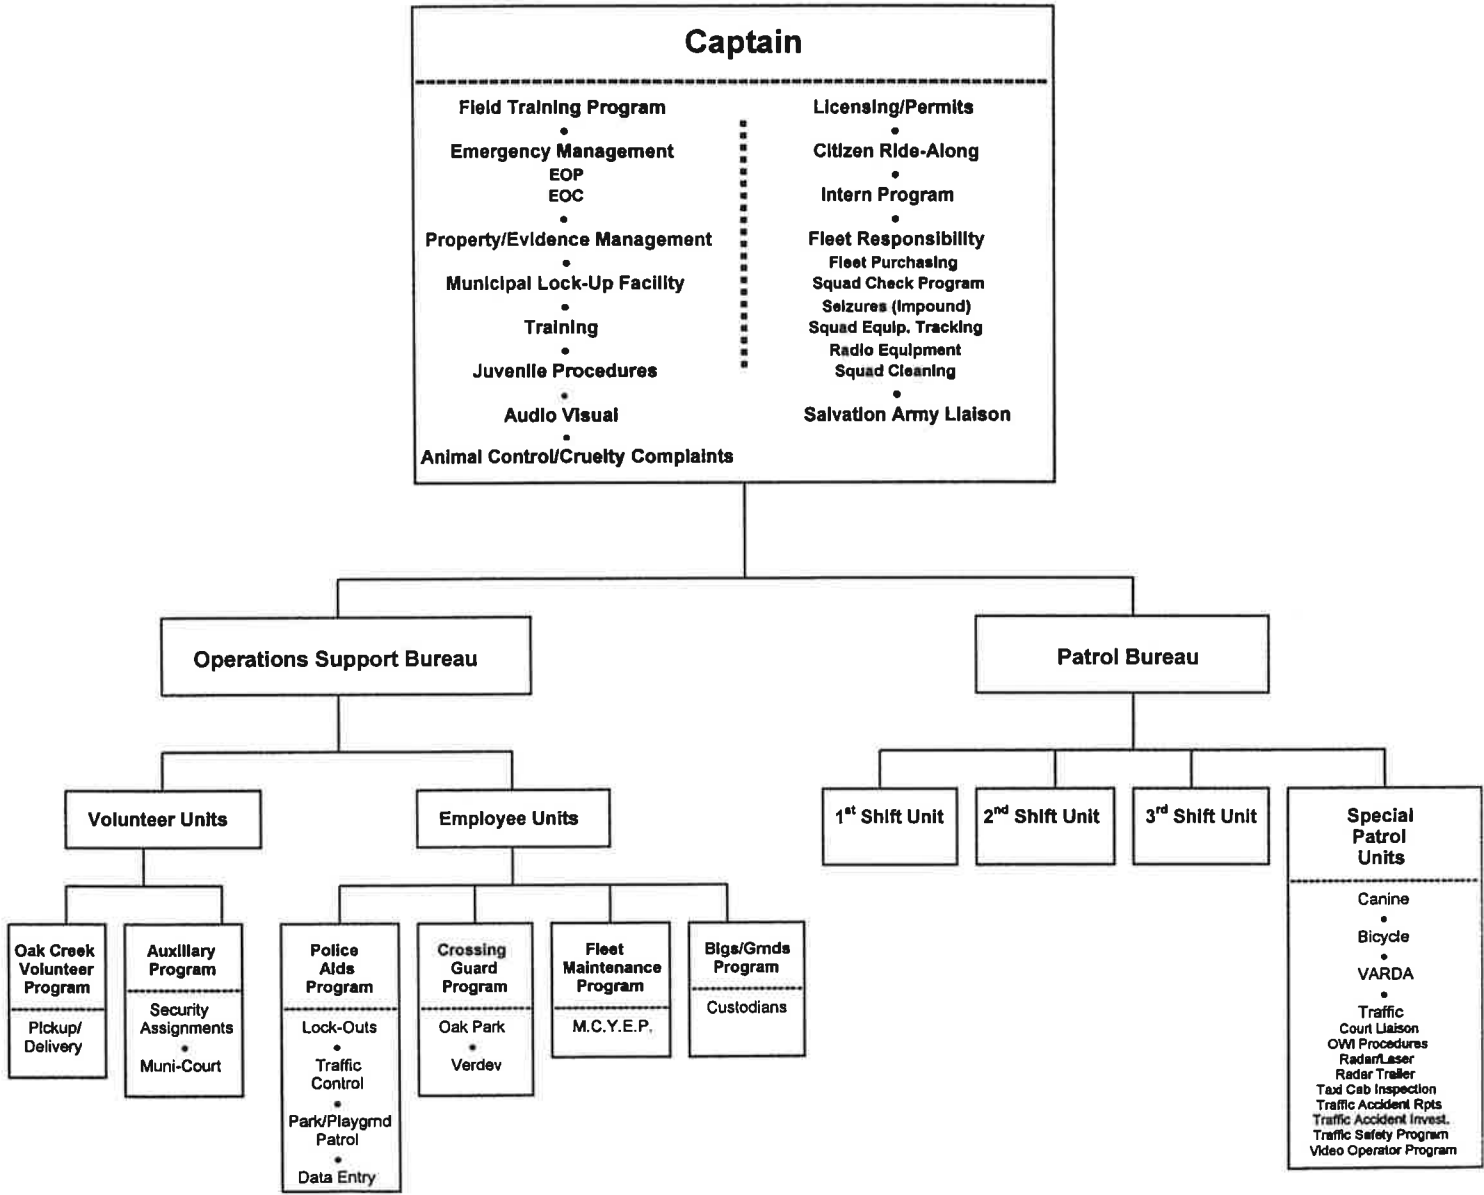 Captain
Field Training Program
•
Emergency Management
EOP
EOC
•
Property/Evidence Management
•
Municipal Lock-Up Facility
•
Training
•
Juvenile Procedures
•
Audio Visual
•
Animal Control/Cruelty Complaints
Licensing/Permits
•
Citizen Ride-Along
•
Intern Program
•
Fleet Responsibility
Fleet Purchasing
Squad Check Program
Seizures (Impound)
Squad Equip. Tracking
Radio Equipment
Squad Cleaning
•
Salvation Army Liaison
Operations Support Bureau
Patrol Bureau
Volunteer Units
Employee Units
1st Shift Unit
2nd Shift Unit
3rd Shift Unit
Special
Patrol
Units
Canine
•
Bicycle
•
VARDA
•
Traffic
Court Liaison
OWI Procedures
Radar/Laser
Radar Trailer
Taxi Cab Inspection
Traffic Accident Rpts
Traffic Accident Invest.
Traffic Safety Program
Video Operator Program
Oak Creek
Volunteer
Program
Pickup/
Delivery
Auxiliary
Program
Security
Assignments
•
Muni-Court
Police
Aids
Program
Lock-Outs
•
Traffic
Control
•
Park/Playgrnd
Patrol
•
Data Entry
Crossing
Guard
Program
Oak Park
•
Verdev
Fleet
Maintenance
Program
M.C.Y.E.P.
Blgs/Grnds
Program
Custodians